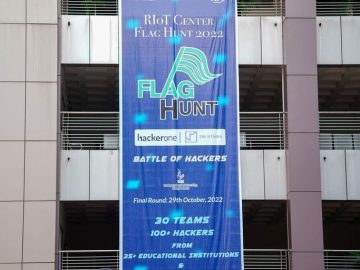 RIoT Center
Flag Hunt 2022
FLAG
HUNT
hackerone
BATTLE OF HACKERS
Final Round: 29th October, 2022
30 TEAMS
100+ HACKERS
FROM
35+ EDUCATIONAL INSTITUTIONS
&